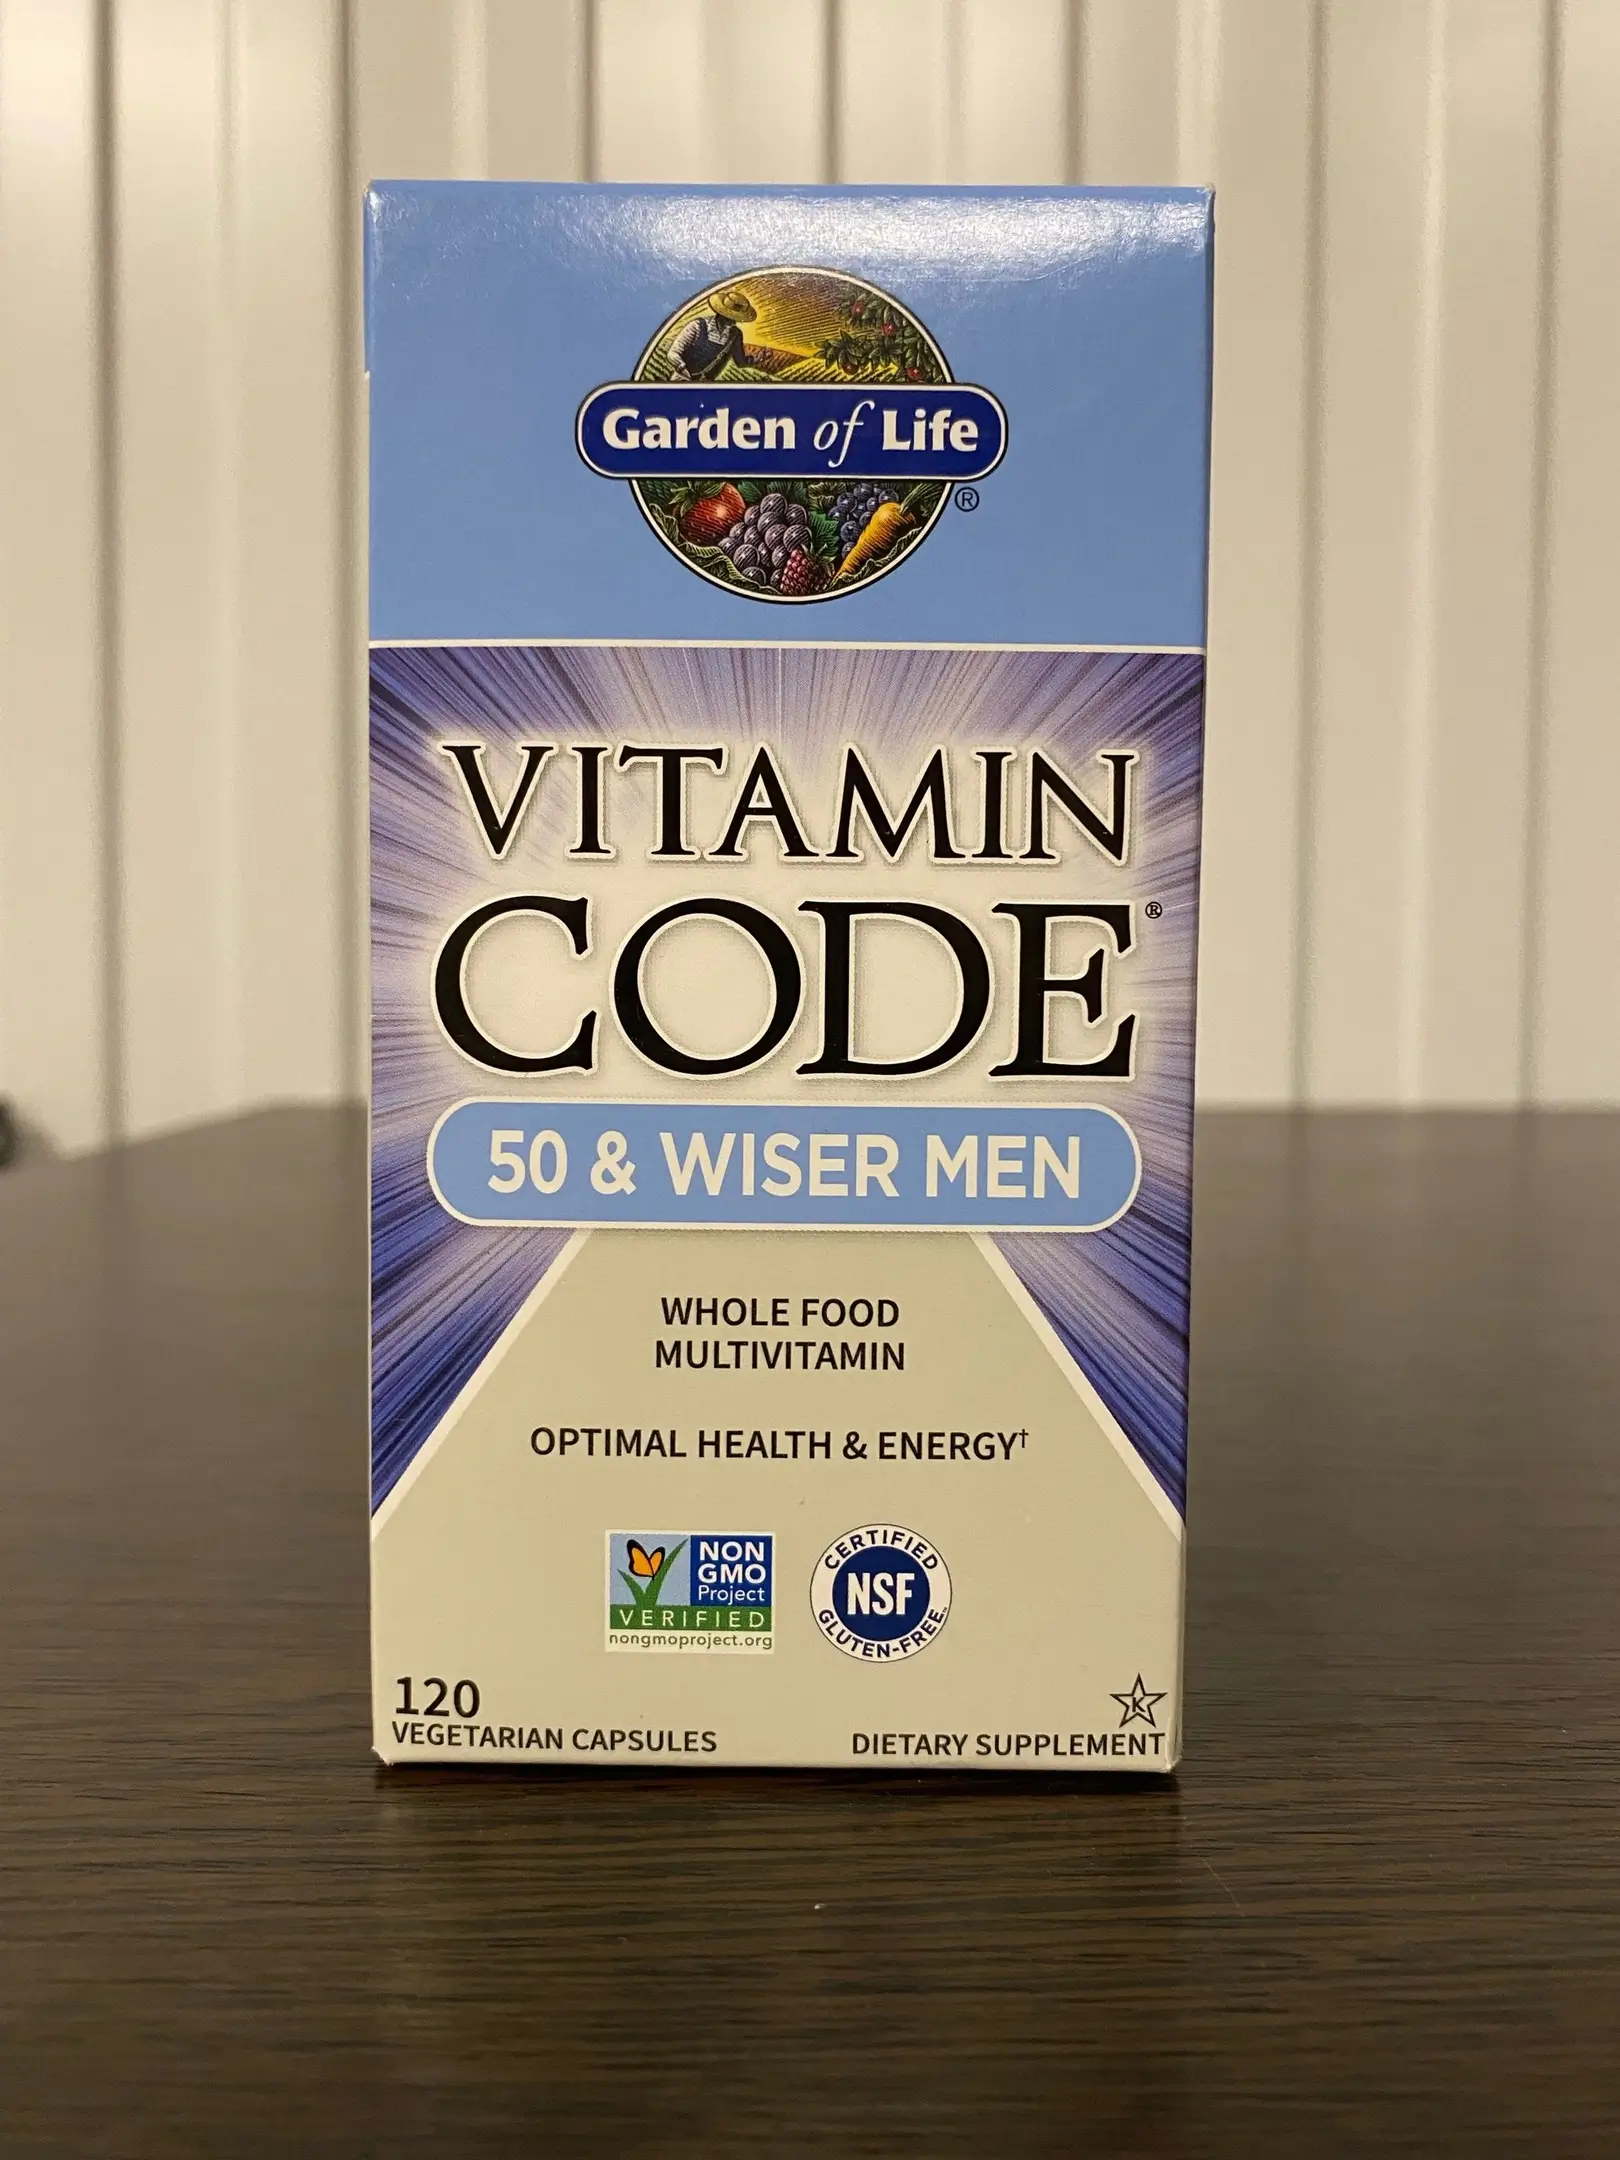 Garden of Life
®
VITAMIN
CODE®
50 & WISER MEN
WHOLE FOOD
MULTIVITAMIN
OPTIMAL HEALTH & ENERGY†
NON
GMO
Project
VERIFIED
nongmoproject.org
CERTIFIED
NSF
GLUTEN-FREE™
120
VEGETARIAN CAPSULES
K
DIETARY SUPPLEMENT